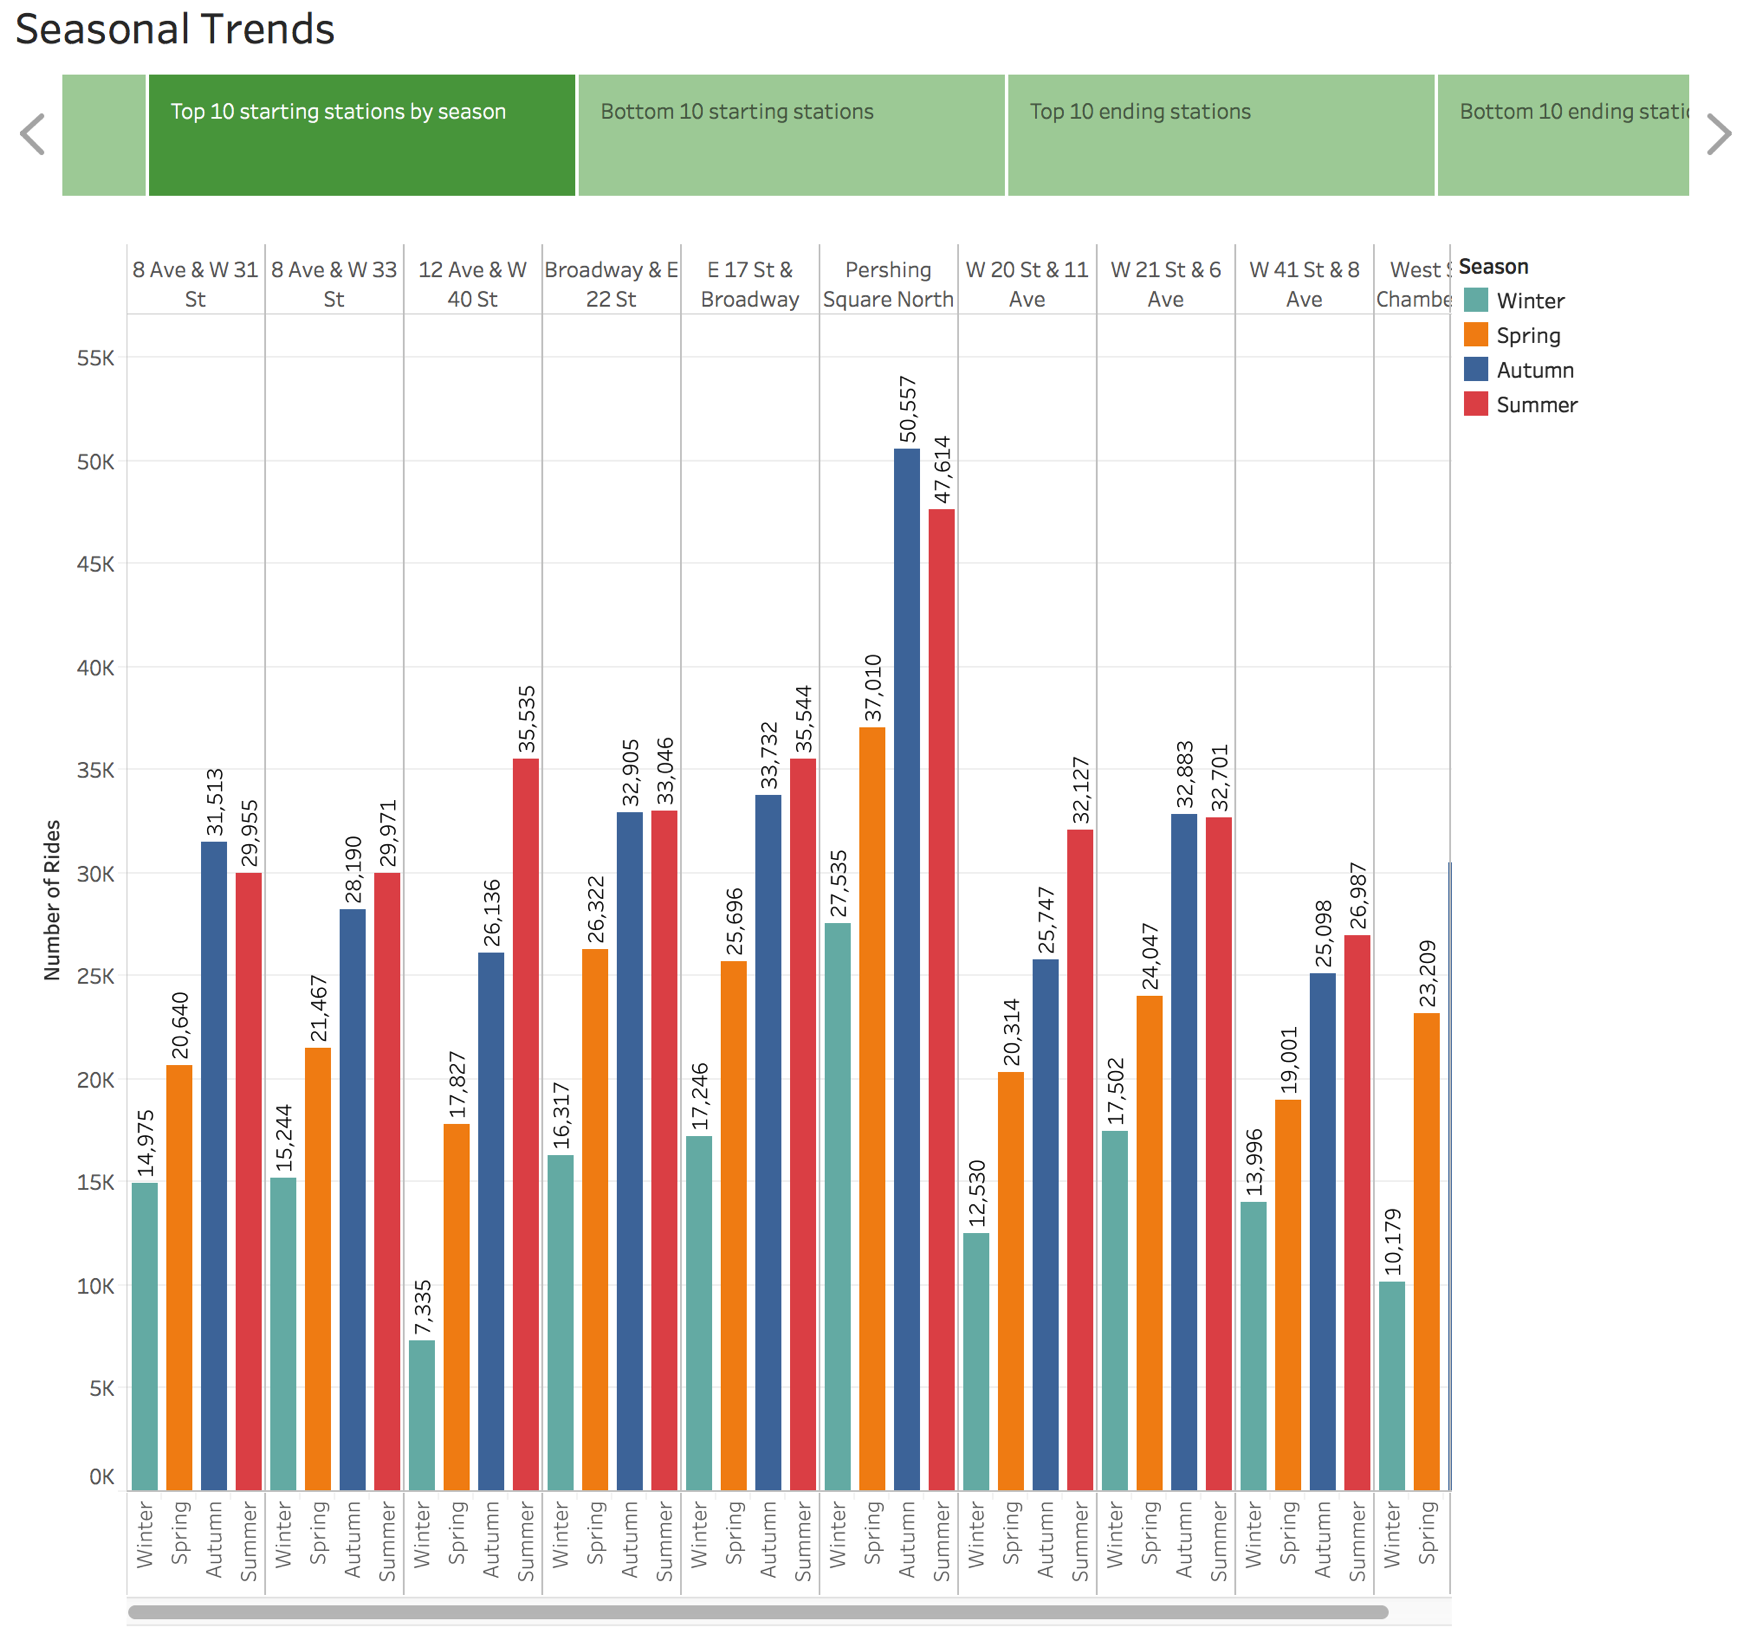 Seasonal Trends
Top 10 starting stations by season
Bottom 10 starting stations
Top 10 ending stations
Bottom 10 ending
8 Ave & W 31 St
8 Ave & W 33 St
12 Ave & W 40 St
Broadway & E 22 St
E 17 St & Broadway
Pershing Square North
W 20 St & 11 Ave
W 21 St & 6 Ave
W 41 St & 8 Ave
West
Season
Winter
Spring
Autumn
Summer
Number of Rides
55K
50K
45K
40K
35K
30K
25K
20K
15K
10K
5K
0K
14,975
20,640
31,513
29,955
15,244
21,467
28,190
29,971
7,335
17,827
26,136
35,535
16,317
26,322
32,905
33,046
17,246
25,696
33,732
35,544
27,535
37,010
50,557
47,614
12,530
20,314
25,747
32,127
17,502
24,047
32,883
32,701
13,996
19,001
25,098
26,987
10,179
23,209
Winter
Spring
Autumn
Summer
Winter
Spring
Autumn
Summer
Winter
Spring
Autumn
Summer
Winter
Spring
Autumn
Summer
Winter
Spring
Autumn
Summer
Winter
Spring
Autumn
Summer
Winter
Spring
Autumn
Summer
Winter
Spring
Autumn
Summer
Winter
Spring
Autumn
Summer
Winter
Spring